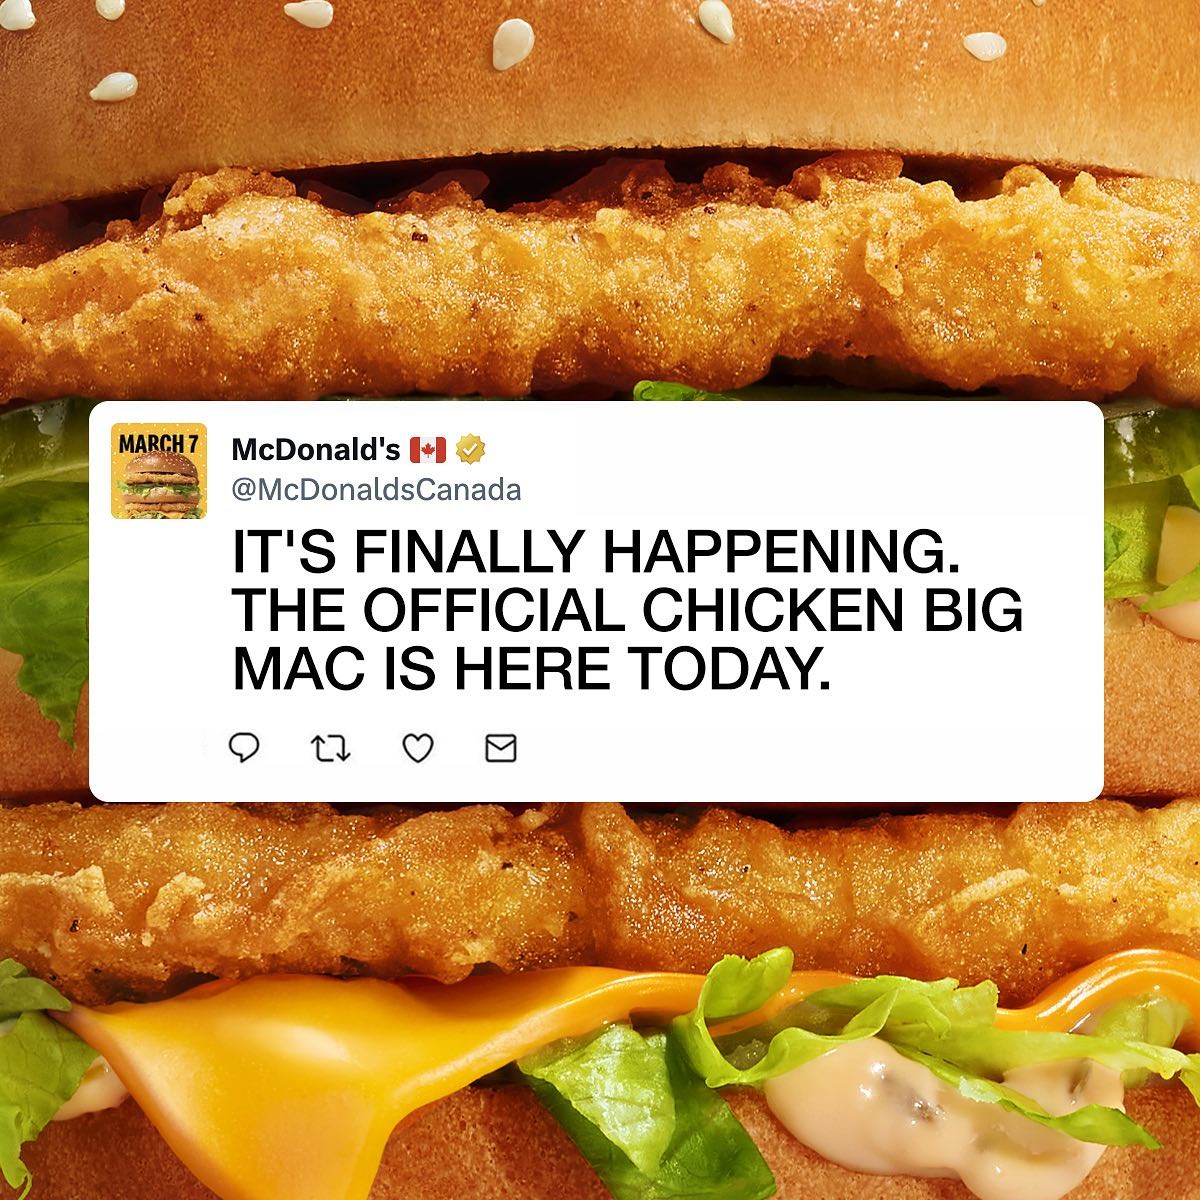 MARCH 7
McDonald's 🇨🇦
@McDonaldsCanada
IT'S FINALLY HAPPENING.
THE OFFICIAL CHICKEN BIG
MAC IS HERE TODAY.